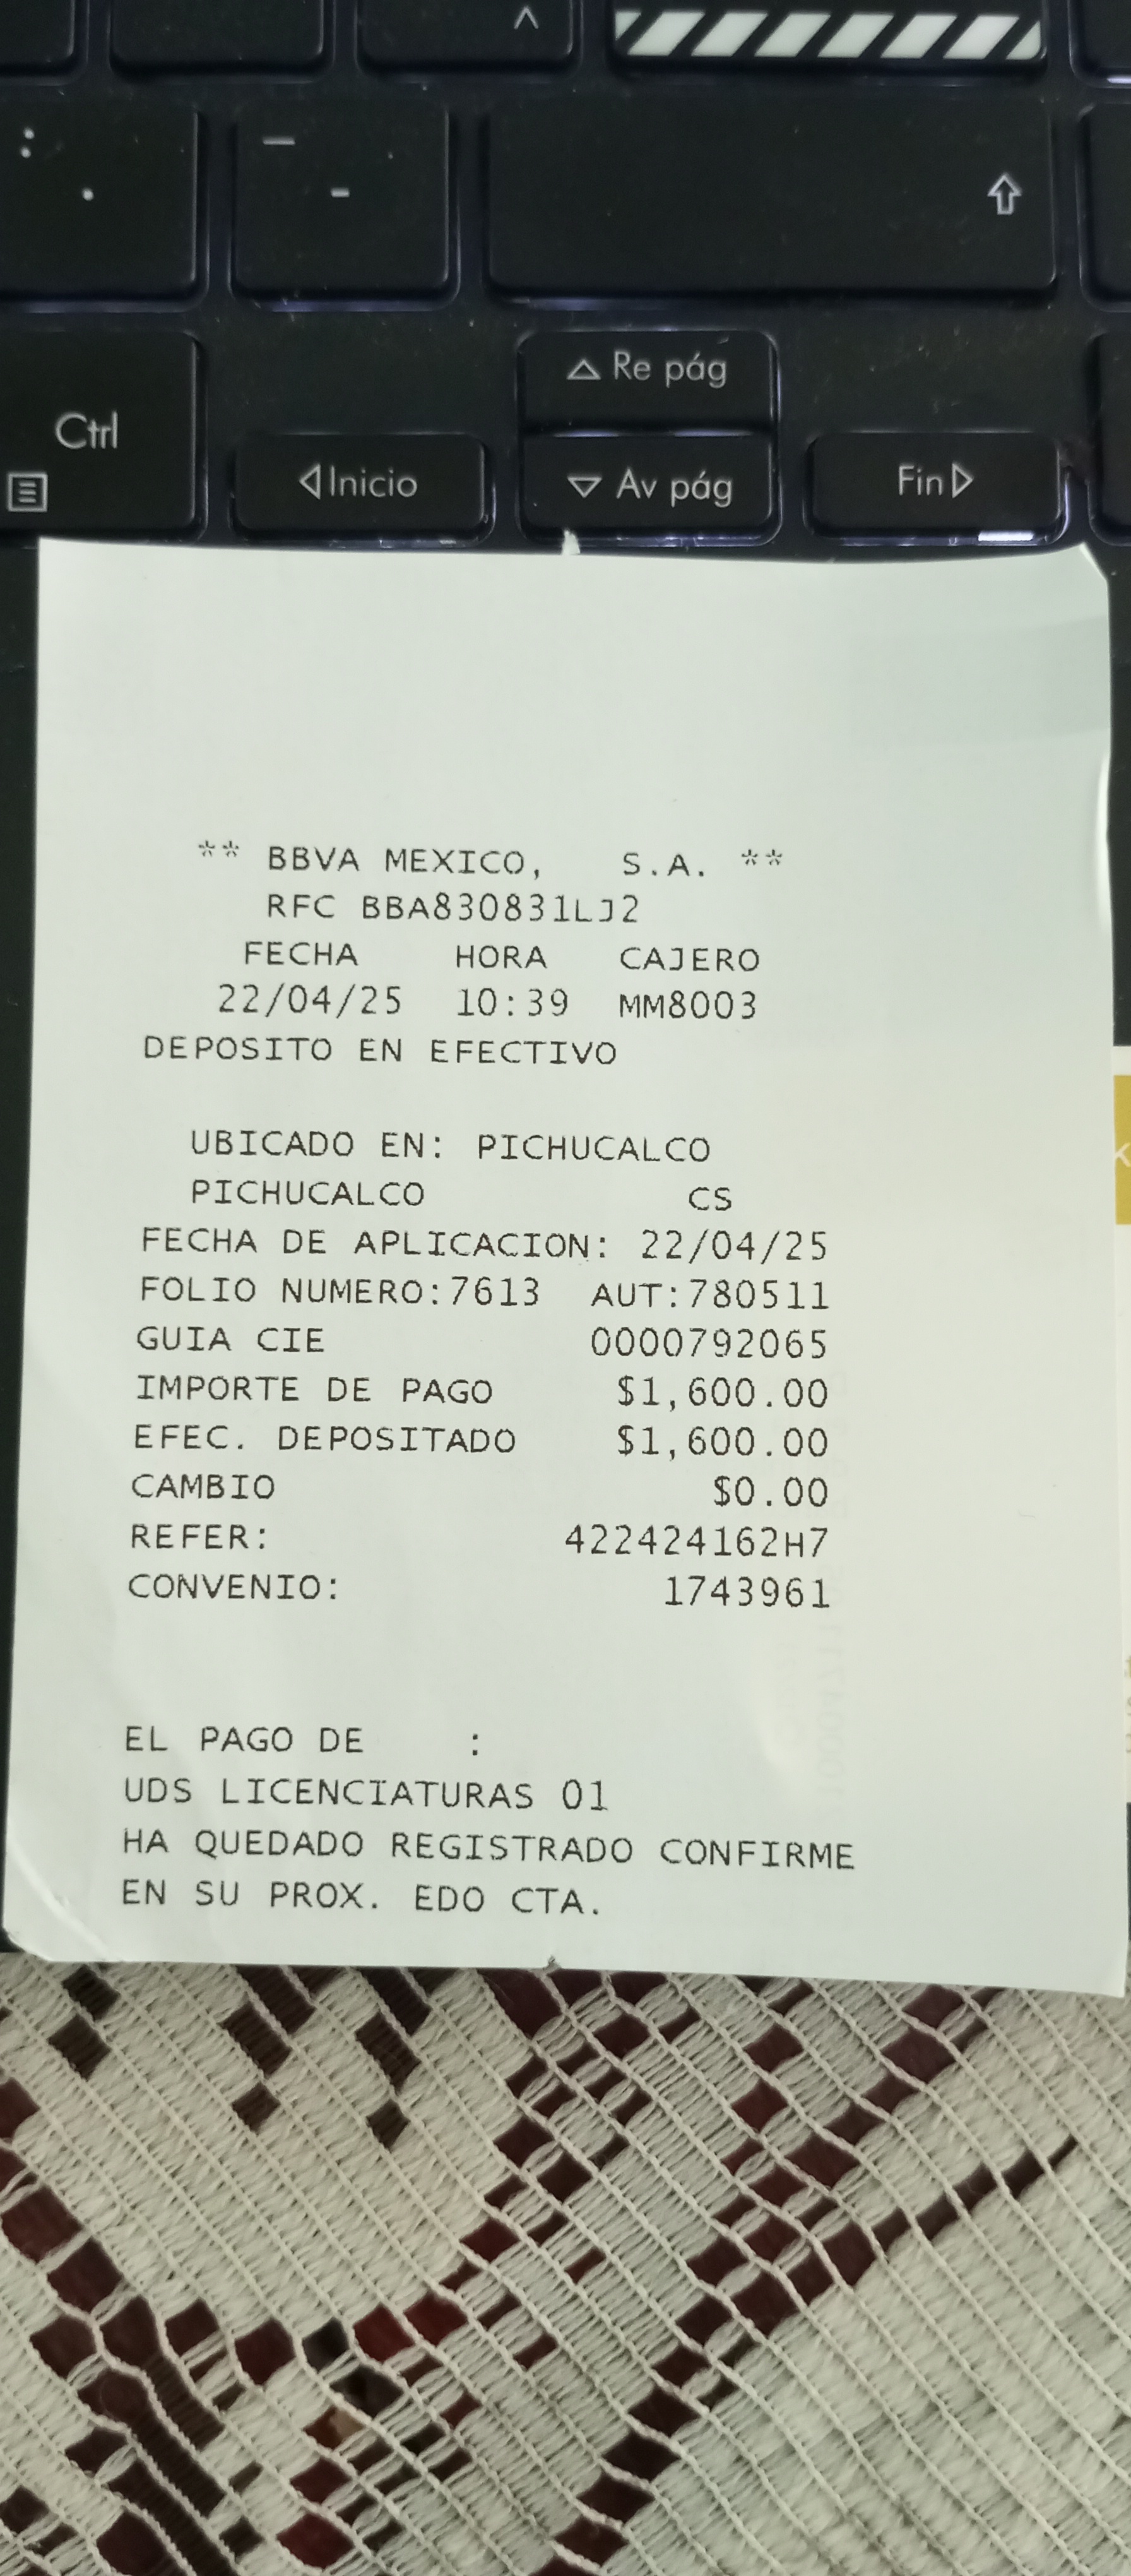 ^
:
.
_
-
Re pág
Ctrl
Inicio
Av pág
Fin
** BBVA MEXICO, S.A. **
RFC BBA830831LJ2
FECHA HORA CAJERO
22/04/25 10:39 MM8003
DEPOSITO EN EFECTIVO
UBICADO EN: PICHUCALCO
PICHUCALCO CS
FECHA DE APLICACION: 22/04/25
FOLIO NUMERO:7613 AUT:780511
GUIA CIE 0000792065
IMPORTE DE PAGO $1,600.00
EFEC. DEPOSITADO $1,600.00
CAMBIO $0.00
REFER: 422424162H7
CONVENIO: 1743961
EL PAGO DE :
UDS LICENCIATURAS 01
HA QUEDADO REGISTRADO CONFIRME
EN SU PROX. EDO CTA.